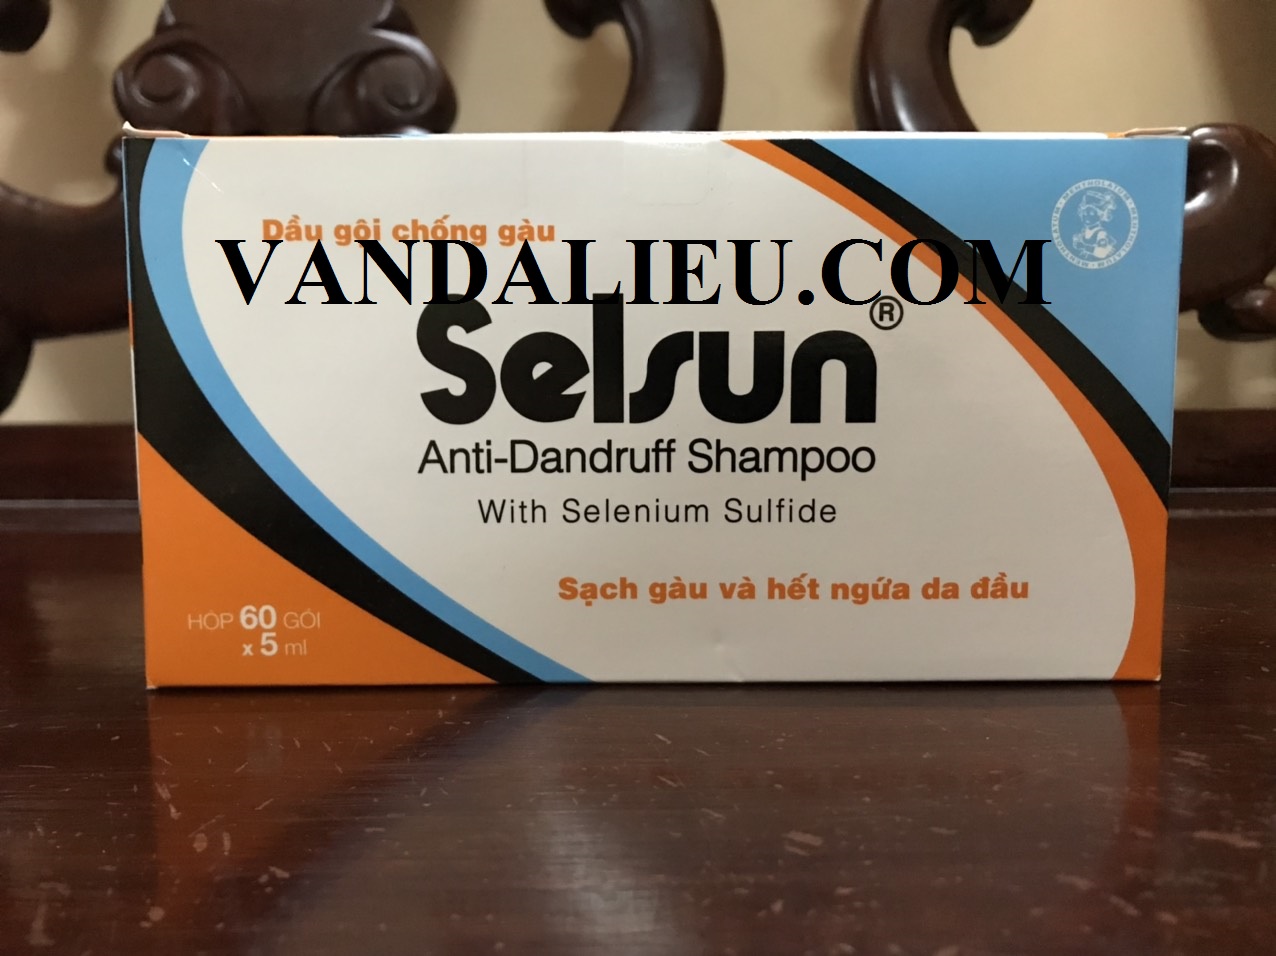 Dầu gội chống gàu
VANDALIEU.COM
Selsun®
Anti-Dandruff Shampoo
With Selenium Sulfide
Sạch gàu và hết ngứa da đầu
HỘP 60 GÓI
x 5 ml